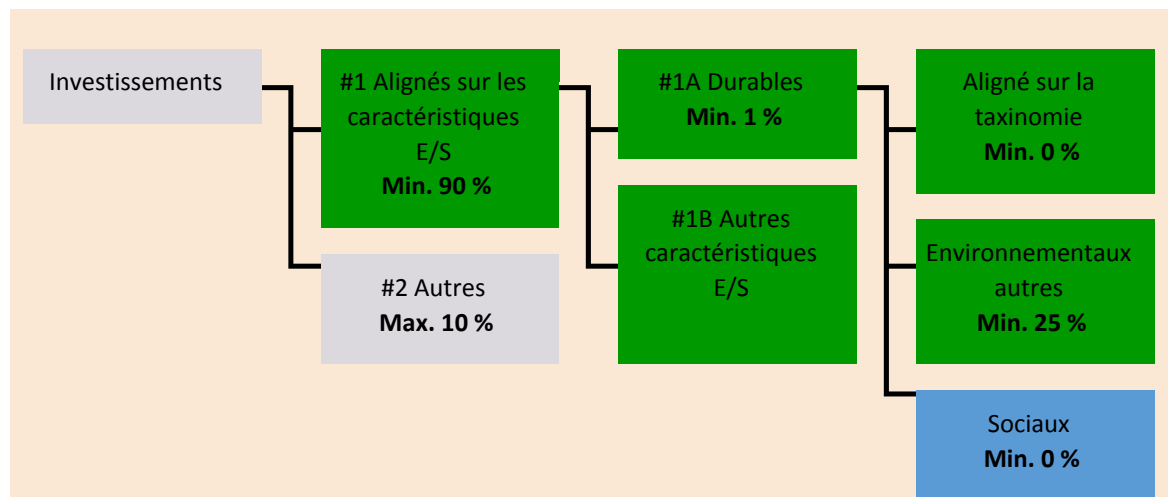 Investissements
#1 Alignés sur les
caractéristiques
E/S
Min. 90 %
#2 Autres
Max. 10 %
#1A Durables
Min. 1 %
#1B Autres
caractéristiques
E/S
Aligné sur la
taxinomie
Min. 0 %
Environnementaux
autres
Min. 25 %
Sociaux
Min. 0 %